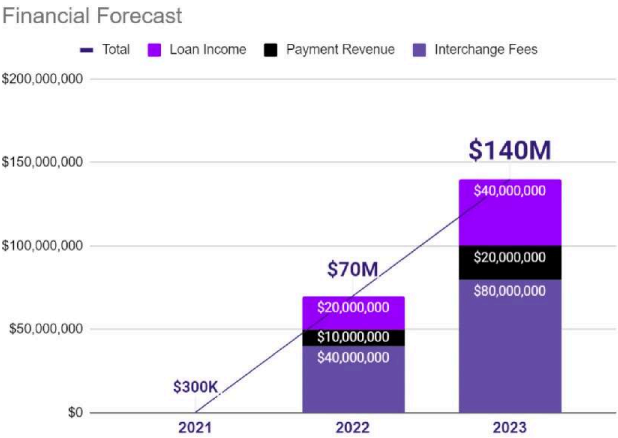 Financial Forecast
Total Loan Income Payment Revenue Interchange Fees
$200,000,000
$150,000,000
$100,000,000
$50,000,000
$0
$300K
$70M
$20,000,000
$10,000,000
$40,000,000
$140M
$40,000,000
$20,000,000
$80,000,000
2021 2022 2023